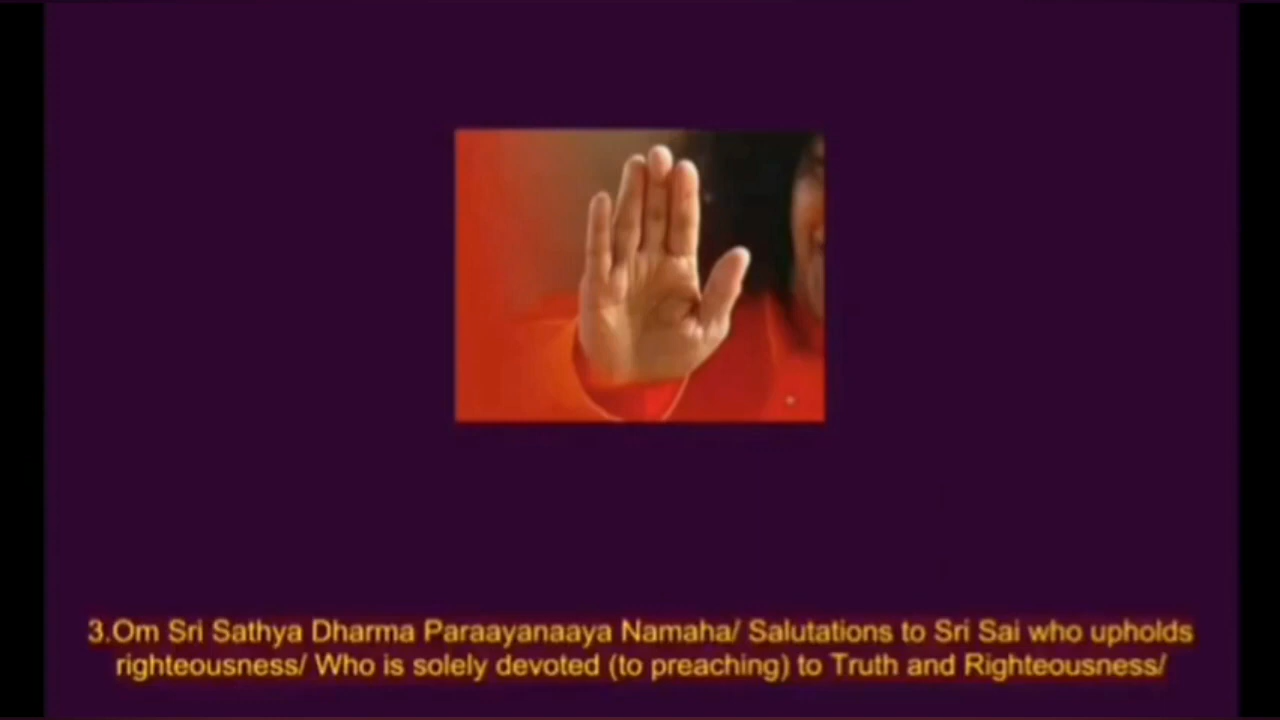 3.Om Sri Sathya Dharma Paraayanaaya Namaha/ Salutations to Sri Sai who upholds
righteousness/ Who is solely devoted (to preaching) to Truth and Righteousness/